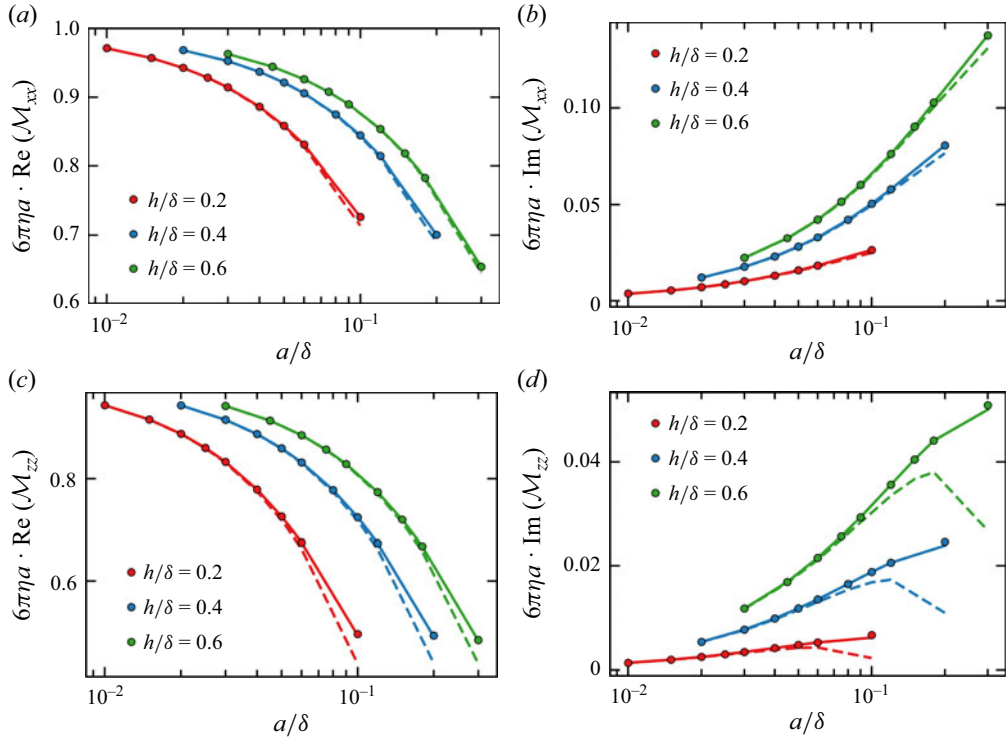 (a)
1.0
0.9
0.8
0.7
0.6
6πηa · Re (ℳxx)
h/δ = 0.2
h/δ = 0.4
h/δ = 0.6
10−2
10−1
a/δ
(b)
0.10
0.05
0
6πηa · Im (ℳxx)
h/δ = 0.2
h/δ = 0.4
h/δ = 0.6
10−2
10−1
a/δ
(c)
0.8
0.6
6πηa · Re (ℳzz)
h/δ = 0.2
h/δ = 0.4
h/δ = 0.6
10−2
10−1
a/δ
(d)
0.04
0.02
0
6πηa · Im (ℳzz)
h/δ = 0.2
h/δ = 0.4
h/δ = 0.6
10−2
10−1
a/δ